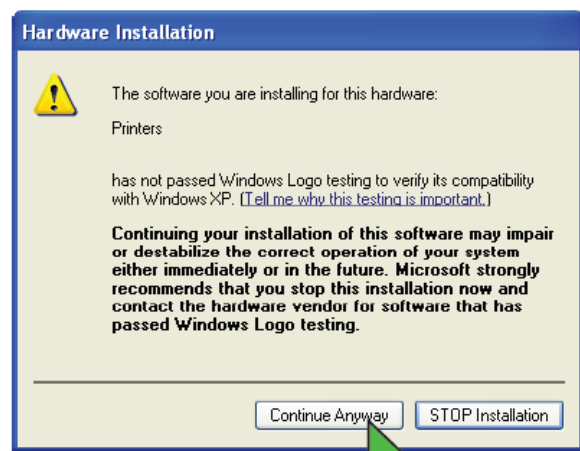 Hardware Installation
The software you are installing for this hardware:
Printers
has not passed Windows Logo testing to verify its compatibility
with Windows XP. (Tell me why this testing is important.)
Continuing your installation of this software may impair
or destabilize the correct operation of your system
either immediately or in the future. Microsoft strongly
recommends that you stop this installation now and
contact the hardware vendor for software that has
passed Windows Logo testing.
Continue Anyway
STOP Installation